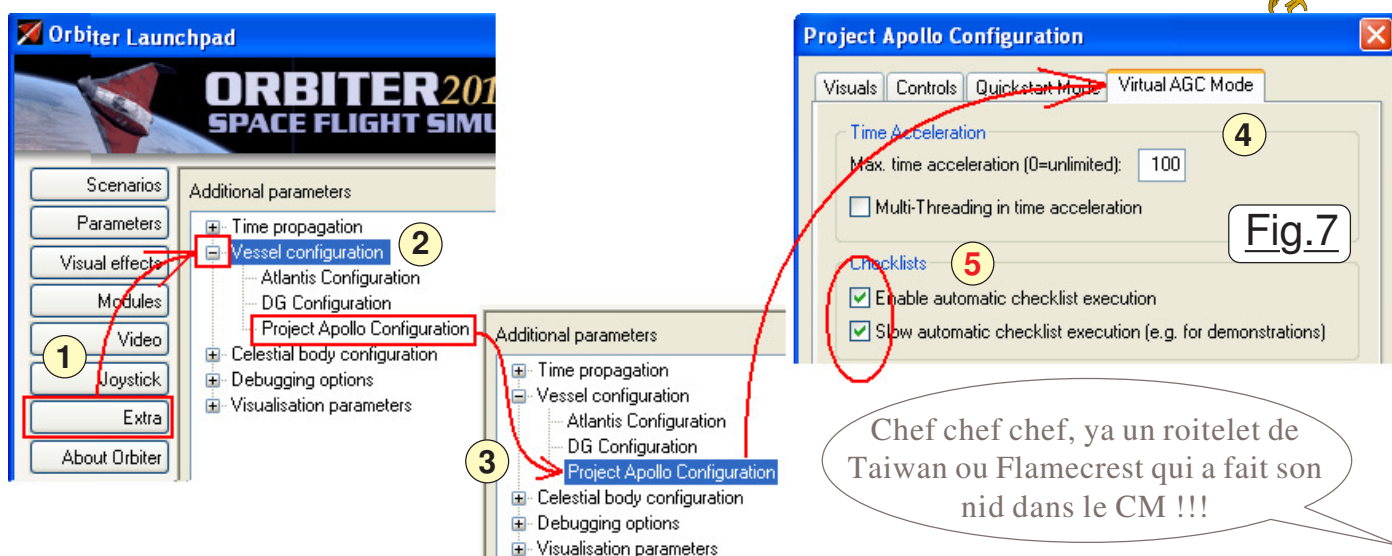 Orbiter Launchpad
ORBITER 201
SPACE FLIGHT SIMU
Scenarios
Parameters
Visual effects
Modules
Video
Joystick
Extra
About Orbiter
1
Additional parameters
Time propagation
Vessel configuration
2
Atlantis Configuration
DG Configuration
Project Apollo Configuration
Celestial body configuration
Debugging options
Visualisation parameters
3
Additional parameters
Time propagation
Vessel configuration
Atlantis Configuration
DG Configuration
Project Apollo Configuration
Celestial body configuration
Debugging options
Visualisation parameters
Project Apollo Configuration
Visuals Controls Quickstart Mode Virtual AGC Mode
Time Acceleration
4
Max. time acceleration (0=unlimited): 100
Multi-Threading in time acceleration
Fig.7
Checklists
5
Enable automatic checklist execution
Slow automatic checklist execution (e.g. for demonstrations)
Chef chef chef, ya un roitelet de
Taiwan ou Flamecrest qui a fait son
nid dans le CM !!!